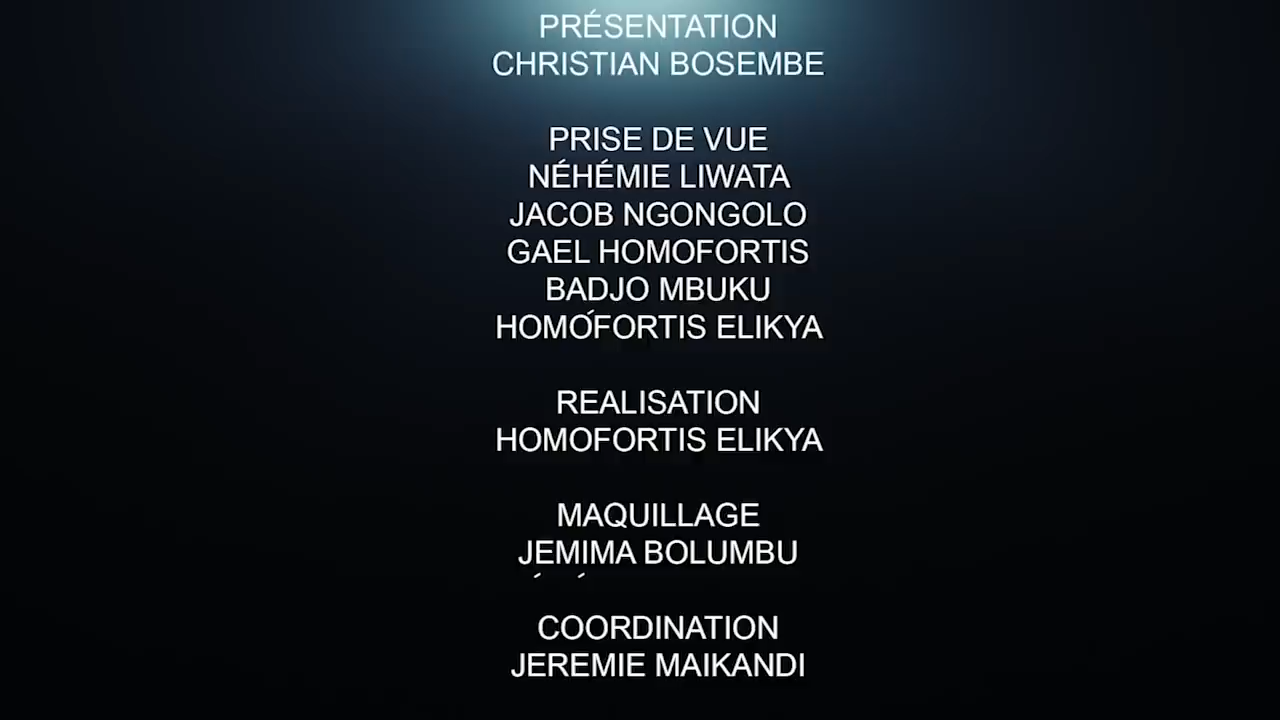 PRÉSENTATION
CHRISTIAN BOSEMBE
PRISE DE VUE
NÉHÉMIE LIWATA
JACOB NGONGOLO
GAEL HOMOFORTIS
BADJO MBUKU
HOMOFORTIS ELIKYA
REALISATION
HOMOFORTIS ELIKYA
MAQUILLAGE
JEMIMA BOLUMBU
COORDINATION
JEREMIE MAIKANDI